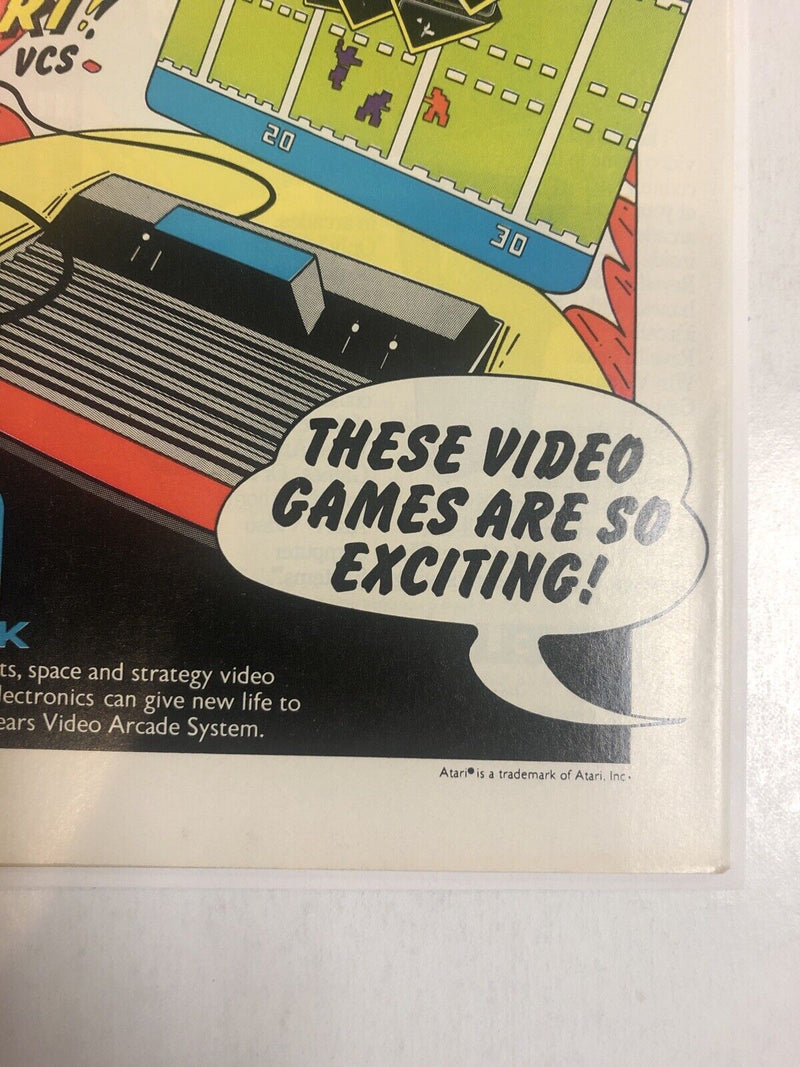 RI!
VCS
20
30
THESE VIDEO
GAMES ARE SO
EXCITING!
K
ts, space and strategy video
lectronics can give new life to
ears Video Arcade System.
Atari® is a trademark of Atari, Inc.